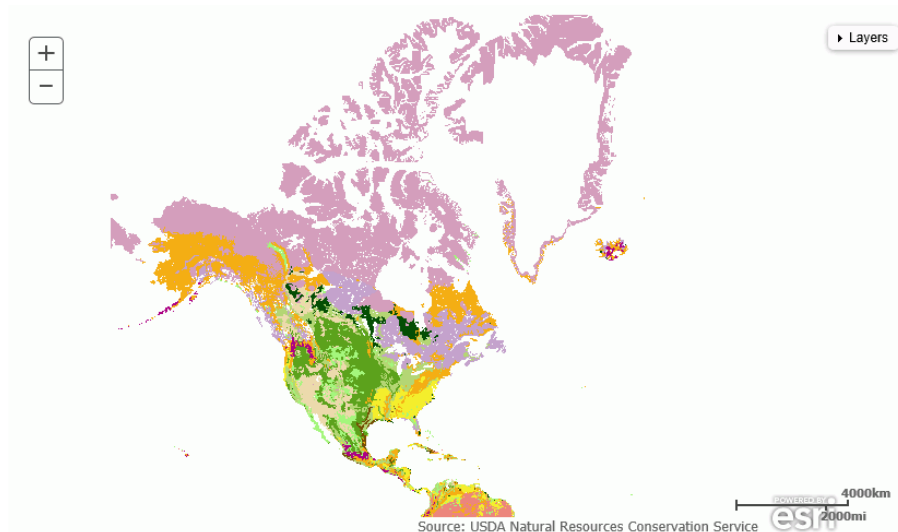 +
−
Layers
4000km
2000mi
POWERED BY
esri
Source: USDA Natural Resources Conservation Service